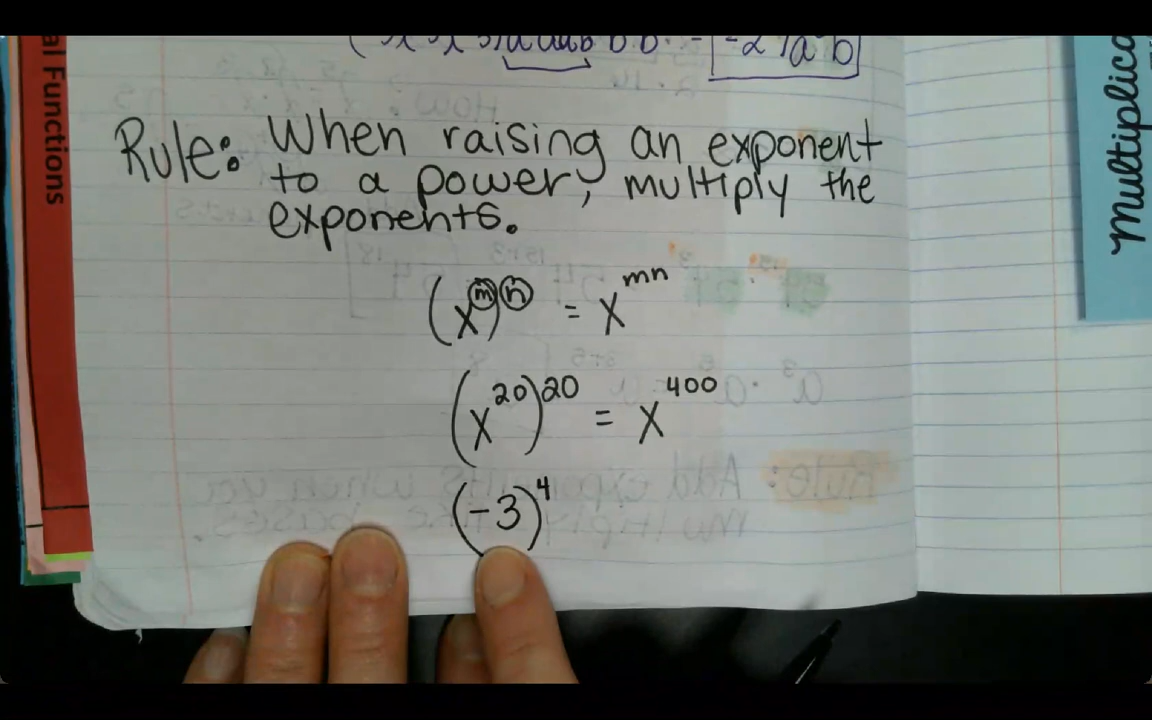 al Functions
Multiplica
Rule: When raising an exponent
to a power, multiply the
exponents.
(x^m)^n = x^mn
(x^20)^20 = x^400
(-3)^4